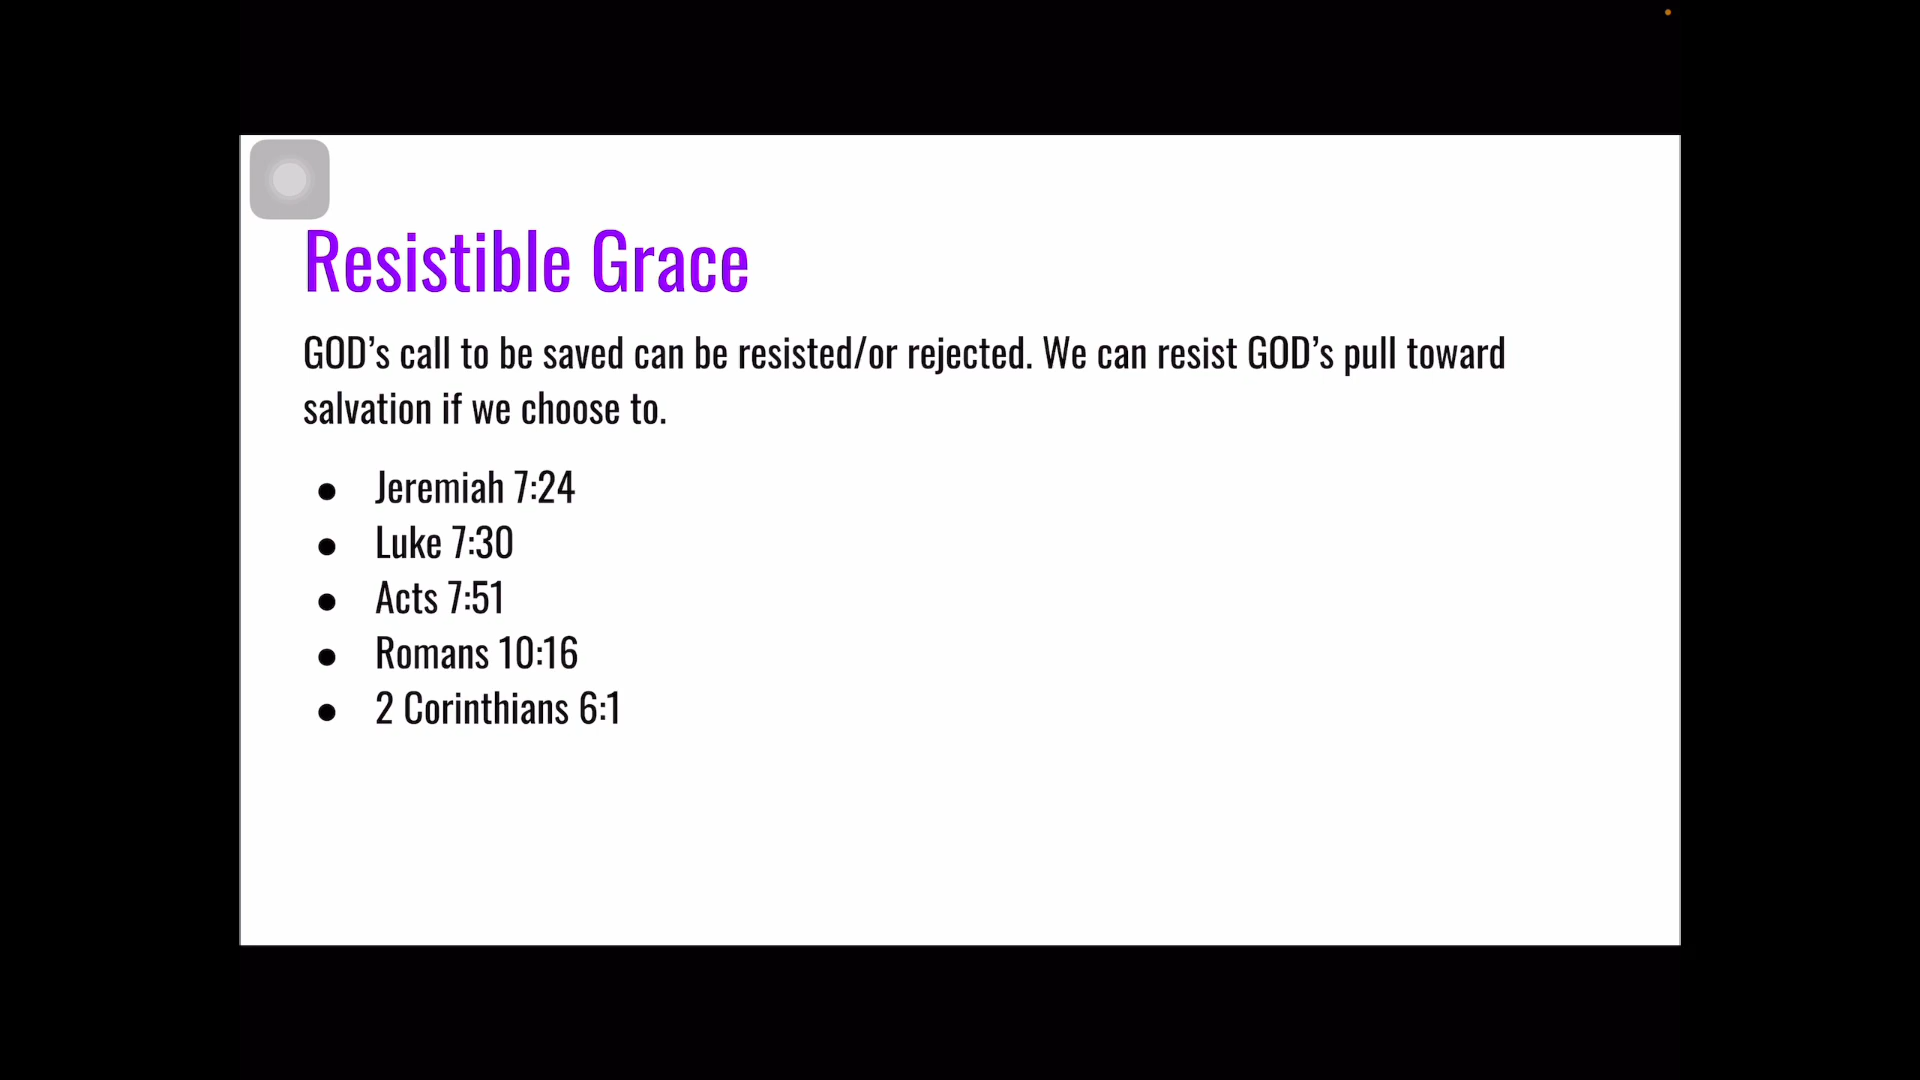 Resistible Grace
GOD’s call to be saved can be resisted/or rejected. We can resist GOD’s pull toward
salvation if we choose to.
● Jeremiah 7:24
● Luke 7:30
● Acts 7:51
● Romans 10:16
● 2 Corinthians 6:1